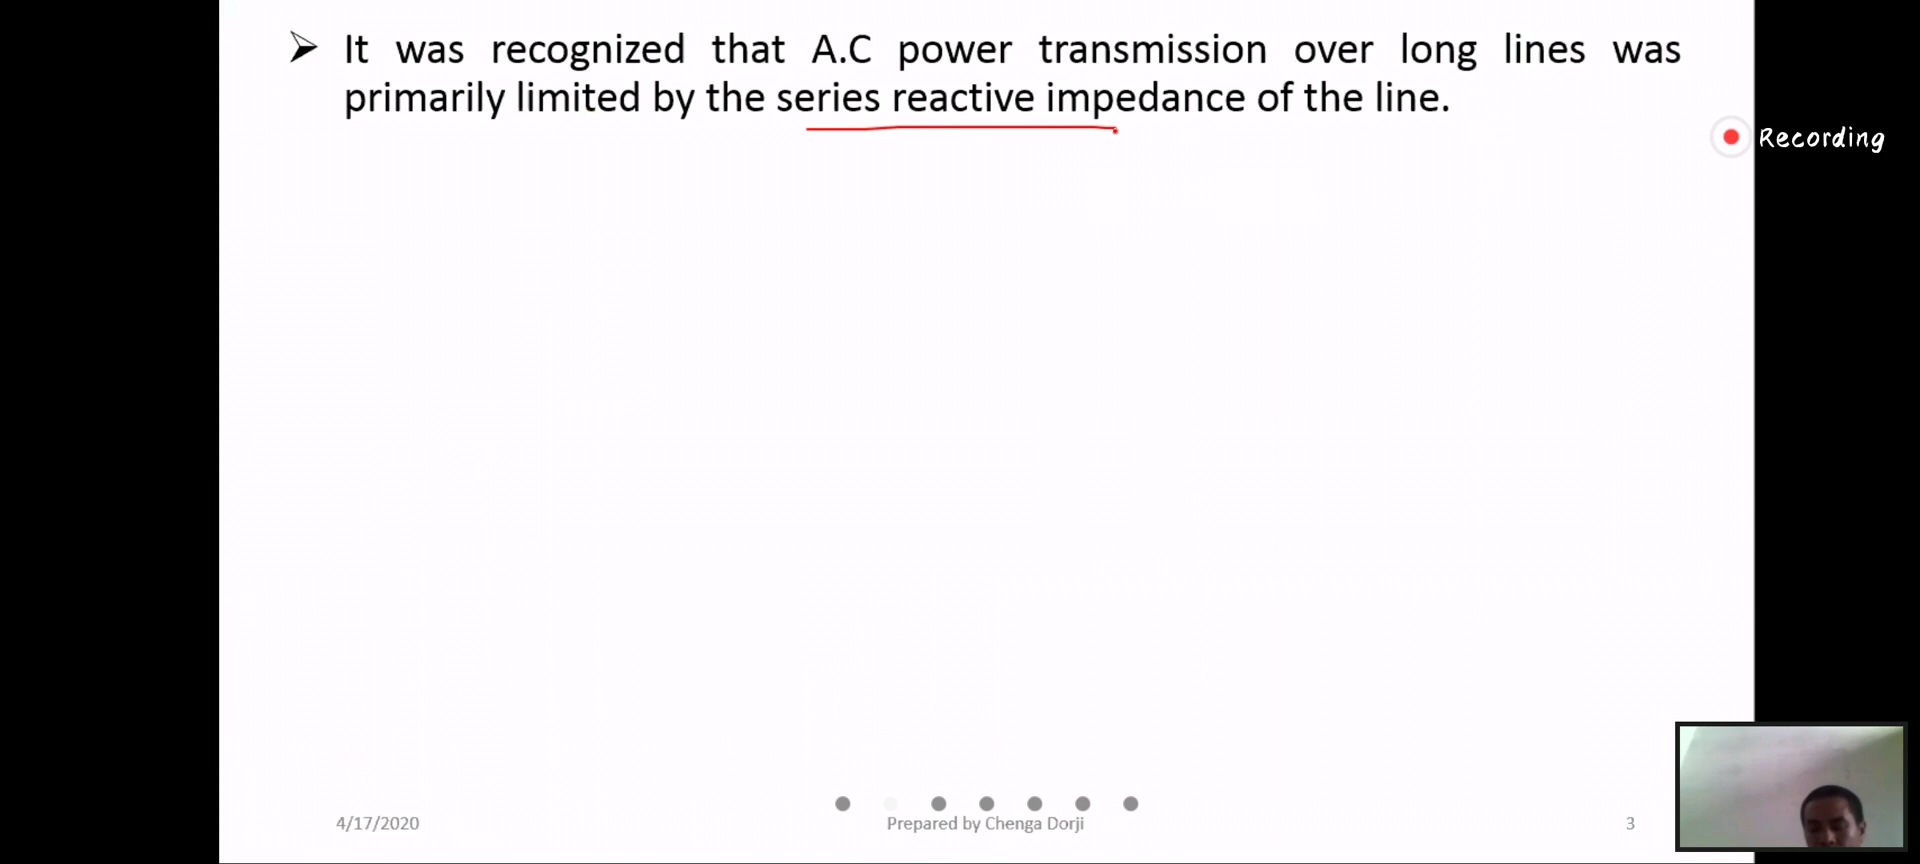 It was recognized that A.C power transmission over long lines was
primarily limited by the series reactive impedance of the line.
Recording
4/17/2020
Prepared by Chenga Dorji
3